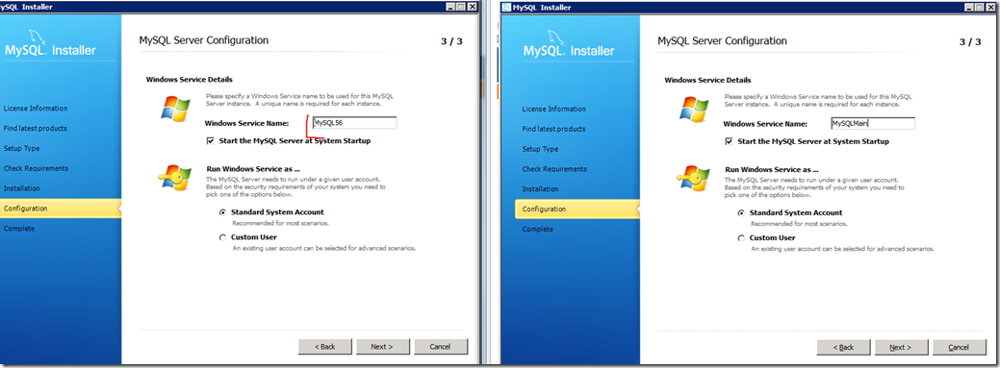 ySQL Installer
MySQL Installer
MySQL Server Configuration
3 / 3
Windows Service Details
Please specify a Windows Service name to be used for this MySQL
Server instance. A unique name is required for each instance.
Windows Service Name:
MySQL56
Start the MySQL Server at System Startup
Run Windows Service as ...
The MySQL Server needs to run under a given user account.
Based on the security requirements of your system you need to
pick one of the options below.
Standard System Account
Recommended for most scenarios.
Custom User
An existing user account can be selected for advanced scenarios.
License Information
Find latest products
Setup Type
Check Requirements
Installation
Configuration
Complete
< Back
Next >
Cancel
MySQL Installer
MySQL Installer
MySQL Server Configuration
3 / 3
Windows Service Details
Please specify a Windows Service name to be used for this MySQL
Server instance. A unique name is required for each instance.
Windows Service Name:
MySQLMain
Start the MySQL Server at System Startup
Run Windows Service as ...
The MySQL Server needs to run under a given user account.
Based on the security requirements of your system you need to
pick one of the options below.
Standard System Account
Recommended for most scenarios.
Custom User
An existing user account can be selected for advanced scenarios.
License Information
Find latest products
Setup Type
Check Requirements
Installation
Configuration
Complete
< Back
Next >
Cancel